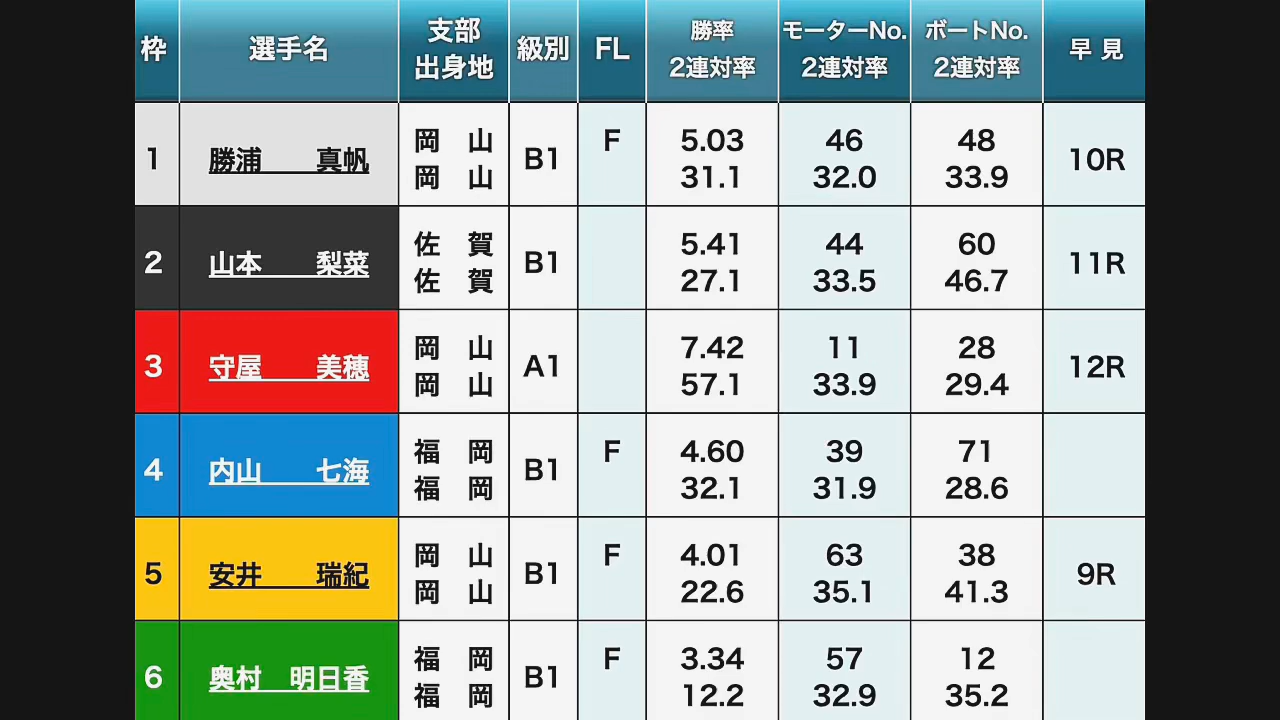 枠 選手名 支部 出身地 級別 FL 勝率 2連対率 モーターNo. 2連対率 ボートNo. 2連対率 早見
1 勝浦 真帆 岡山 岡山 B1 F 5.03 31.1 46 32.0 48 33.9 10R
2 山本 梨菜 佐賀 佐賀 B1 5.41 27.1 44 33.5 60 46.7 11R
3 守屋 美穂 岡山 岡山 A1 7.42 57.1 11 33.9 28 29.4 12R
4 内山 七海 福岡 福岡 B1 F 4.60 32.1 39 31.9 71 28.6
5 安井 瑞紀 岡山 岡山 B1 F 4.01 22.6 63 35.1 38 41.3 9R
6 奥村 明日香 福岡 福岡 B1 F 3.34 12.2 57 32.9 12 35.2